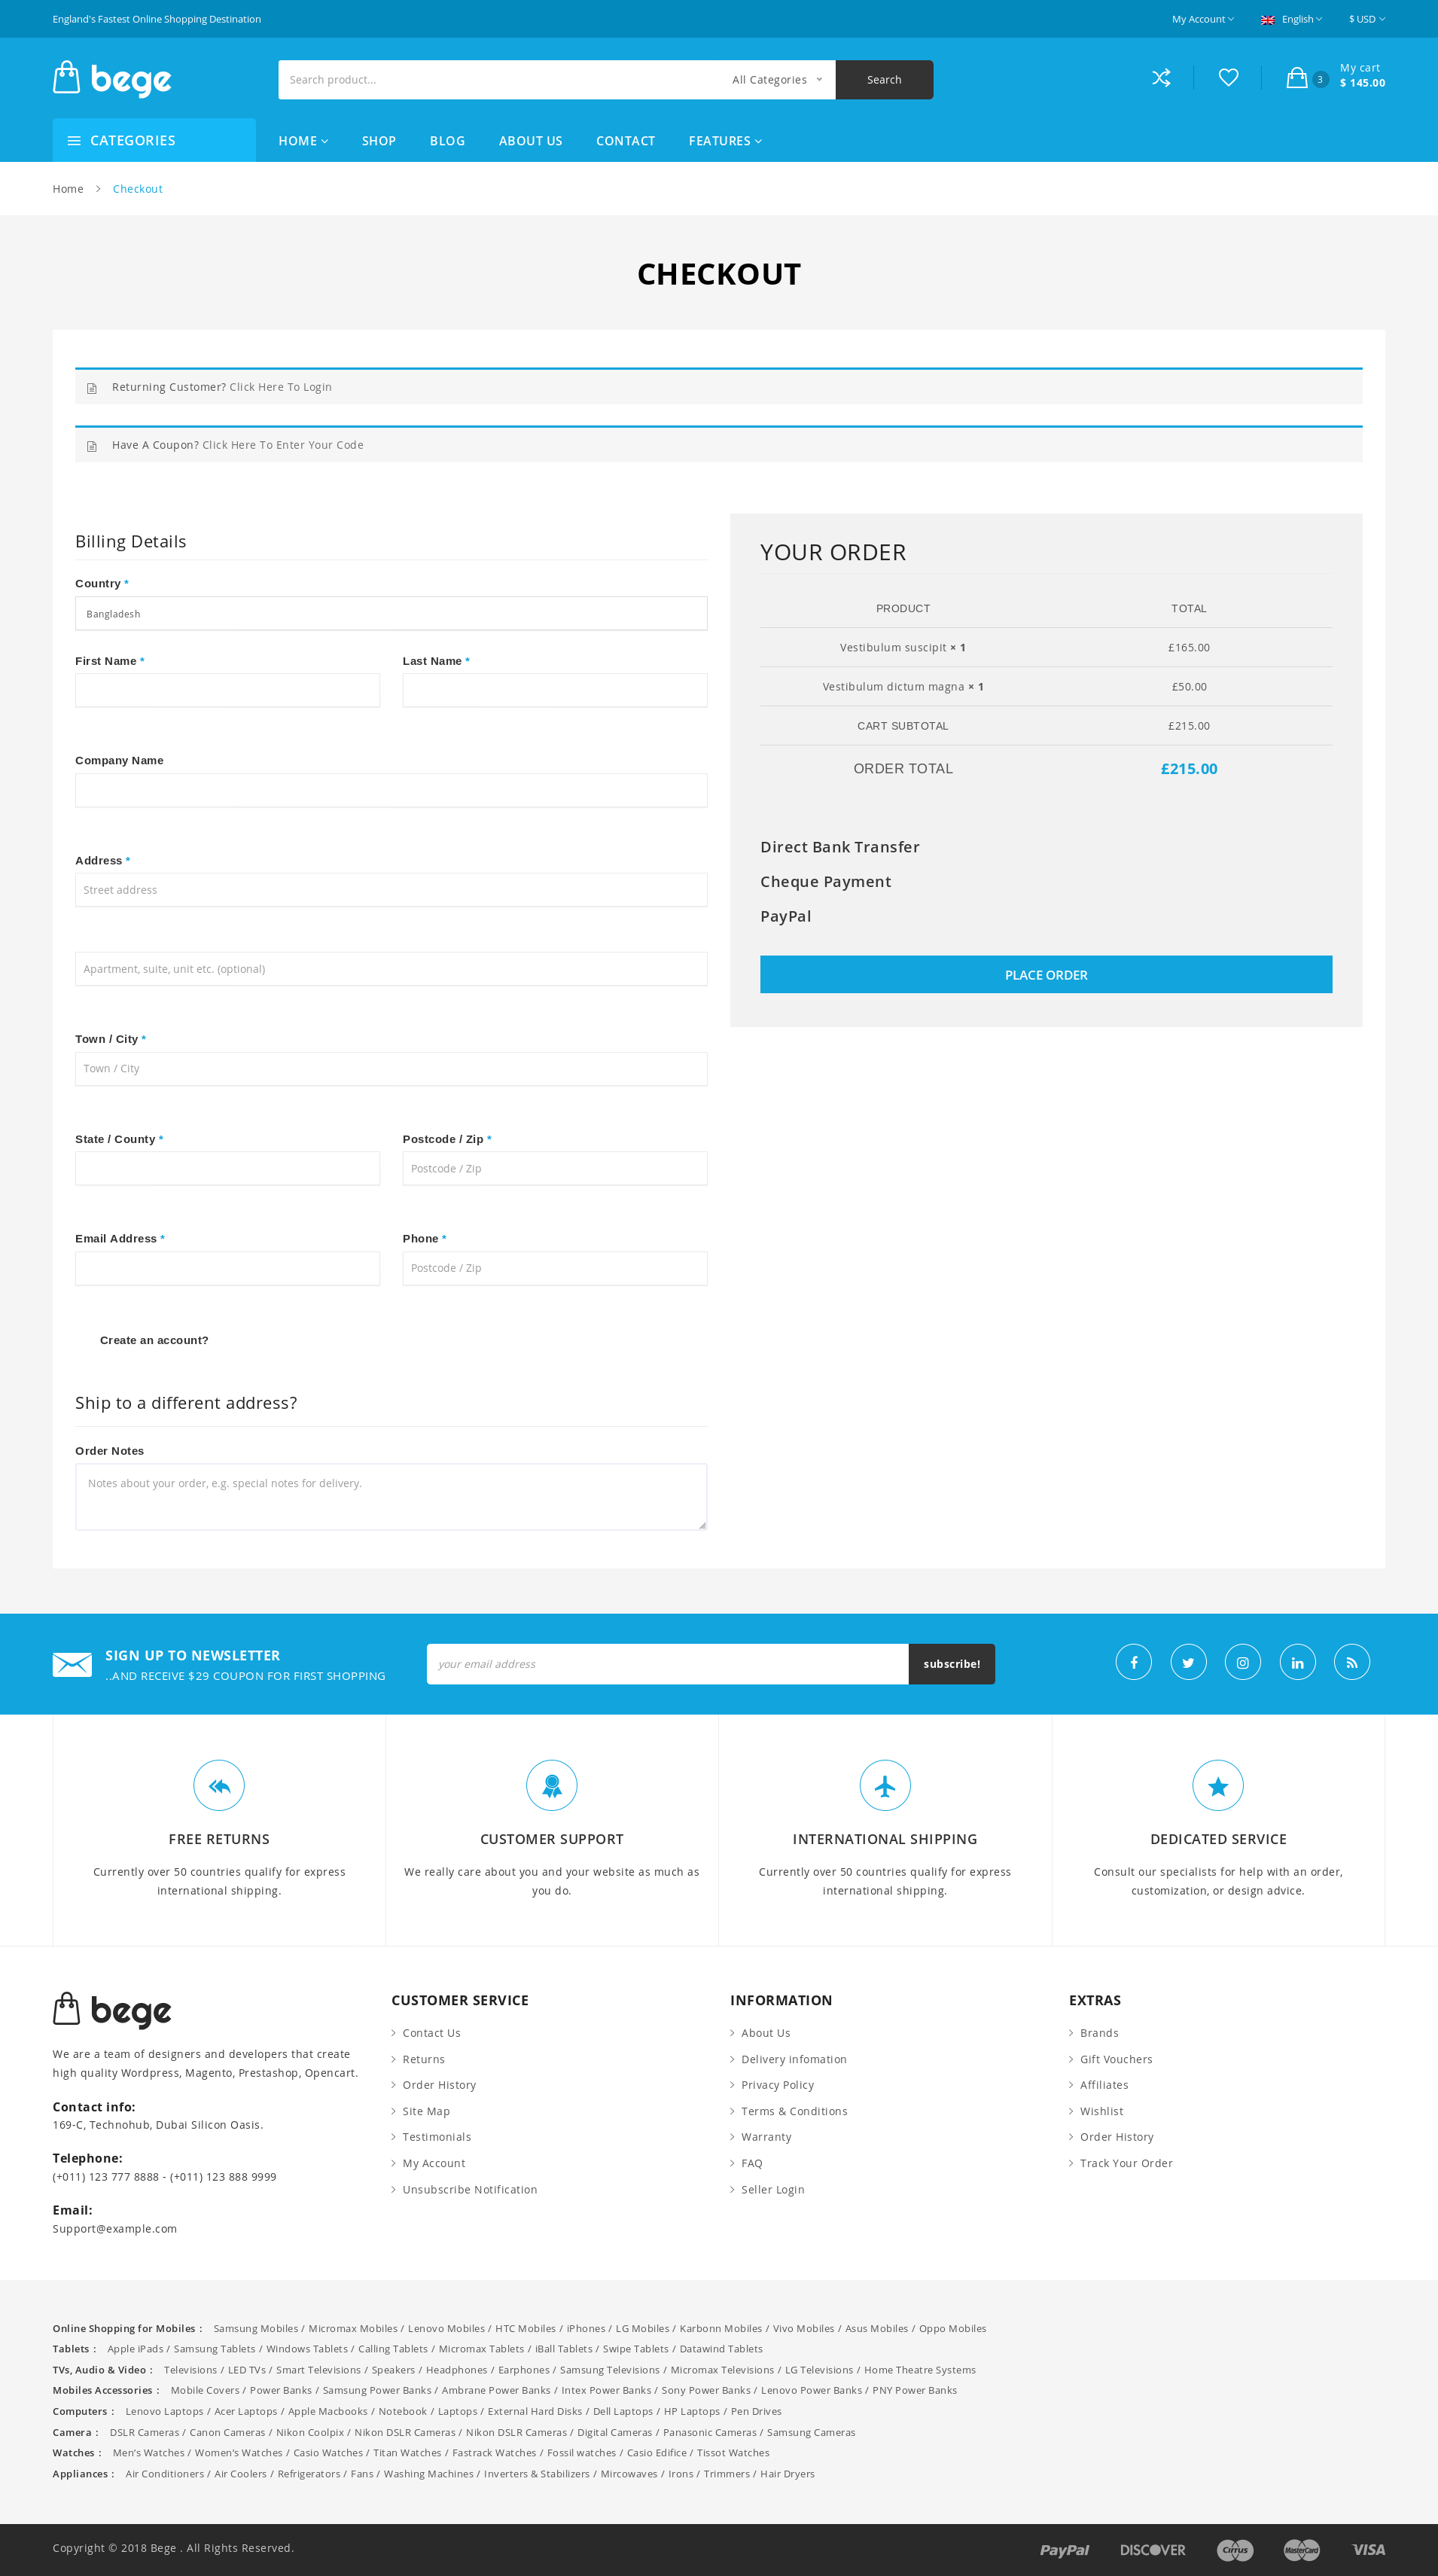 England's Fastest Online Shopping Destination
My Account
English
$ USD
bege
Search product...
All Categories
Search
3
My cart
$ 145.00
CATEGORIES
HOME
SHOP
BLOG
ABOUT US
CONTACT
FEATURES
Home
Checkout
CHECKOUT
Returning Customer? Click Here To Login
Have A Coupon? Click Here To Enter Your Code
Billing Details
Country *
Bangladesh
First Name *
Last Name *
Company Name
Address *
Street address
Apartment, suite, unit etc. (optional)
Town / City *
Town / City
State / County *
Postcode / Zip *
Postcode / Zip
Email Address *
Phone *
Postcode / Zip
Create an account?
Ship to a different address?
Order Notes
Notes about your order, e.g. special notes for delivery.
YOUR ORDER
PRODUCT TOTAL
Vestibulum suscipit × 1 £165.00
Vestibulum dictum magna × 1 £50.00
CART SUBTOTAL £215.00
ORDER TOTAL £215.00
Direct Bank Transfer
Cheque Payment
PayPal
PLACE ORDER
SIGN UP TO NEWSLETTER
..AND RECEIVE $29 COUPON FOR FIRST SHOPPING
your email address
subscribe!
FREE RETURNS
Currently over 50 countries qualify for express
international shipping.
CUSTOMER SUPPORT
We really care about you and your website as much as
you do.
INTERNATIONAL SHIPPING
Currently over 50 countries qualify for express
international shipping.
DEDICATED SERVICE
Consult our specialists for help with an order,
customization, or design advice.
bege
We are a team of designers and developers that create
high quality Wordpress, Magento, Prestashop, Opencart.
Contact info:
169-C, Technohub, Dubai Silicon Oasis.
Telephone:
(+011) 123 777 8888 - (+011) 123 888 9999
Email:
Support@example.com
CUSTOMER SERVICE
Contact Us
Returns
Order History
Site Map
Testimonials
My Account
Unsubscribe Notification
INFORMATION
About Us
Delivery infomation
Privacy Policy
Terms & Conditions
Warranty
FAQ
Seller Login
EXTRAS
Brands
Gift Vouchers
Affiliates
Wishlist
Order History
Track Your Order
Online Shopping for Mobiles : Samsung Mobiles / Micromax Mobiles / Lenovo Mobiles / HTC Mobiles / iPhones / LG Mobiles / Karbonn Mobiles / Vivo Mobiles / Asus Mobiles / Oppo Mobiles
Tablets : Apple iPads / Samsung Tablets / Windows Tablets / Calling Tablets / Micromax Tablets / iBall Tablets / Swipe Tablets / Datawind Tablets
TVs, Audio & Video : Televisions / LED TVs / Smart Televisions / Speakers / Headphones / Earphones / Samsung Televisions / Micromax Televisions / LG Televisions / Home Theatre Systems
Mobiles Accessories : Mobile Covers / Power Banks / Samsung Power Banks / Ambrane Power Banks / Intex Power Banks / Sony Power Banks / Lenovo Power Banks / PNY Power Banks
Computers : Lenovo Laptops / Acer Laptops / Apple Macbooks / Notebook / Laptops / External Hard Disks / Dell Laptops / HP Laptops / Pen Drives
Camera : DSLR Cameras / Canon Cameras / Nikon Coolpix / Nikon DSLR Cameras / Nikon DSLR Cameras / Digital Cameras / Panasonic Cameras / Samsung Cameras
Watches : Men's Watches / Women's Watches / Casio Watches / Titan Watches / Fastrack Watches / Fossil watches / Casio Edifice / Tissot Watches
Appliances : Air Conditioners / Air Coolers / Refrigerators / Fans / Washing Machines / Inverters & Stabilizers / Mircowaves / Irons / Trimmers / Hair Dryers
Copyright © 2018 Bege . All Rights Reserved.
PayPal
DISCOVER
Cirrus
MasterCard
VISA